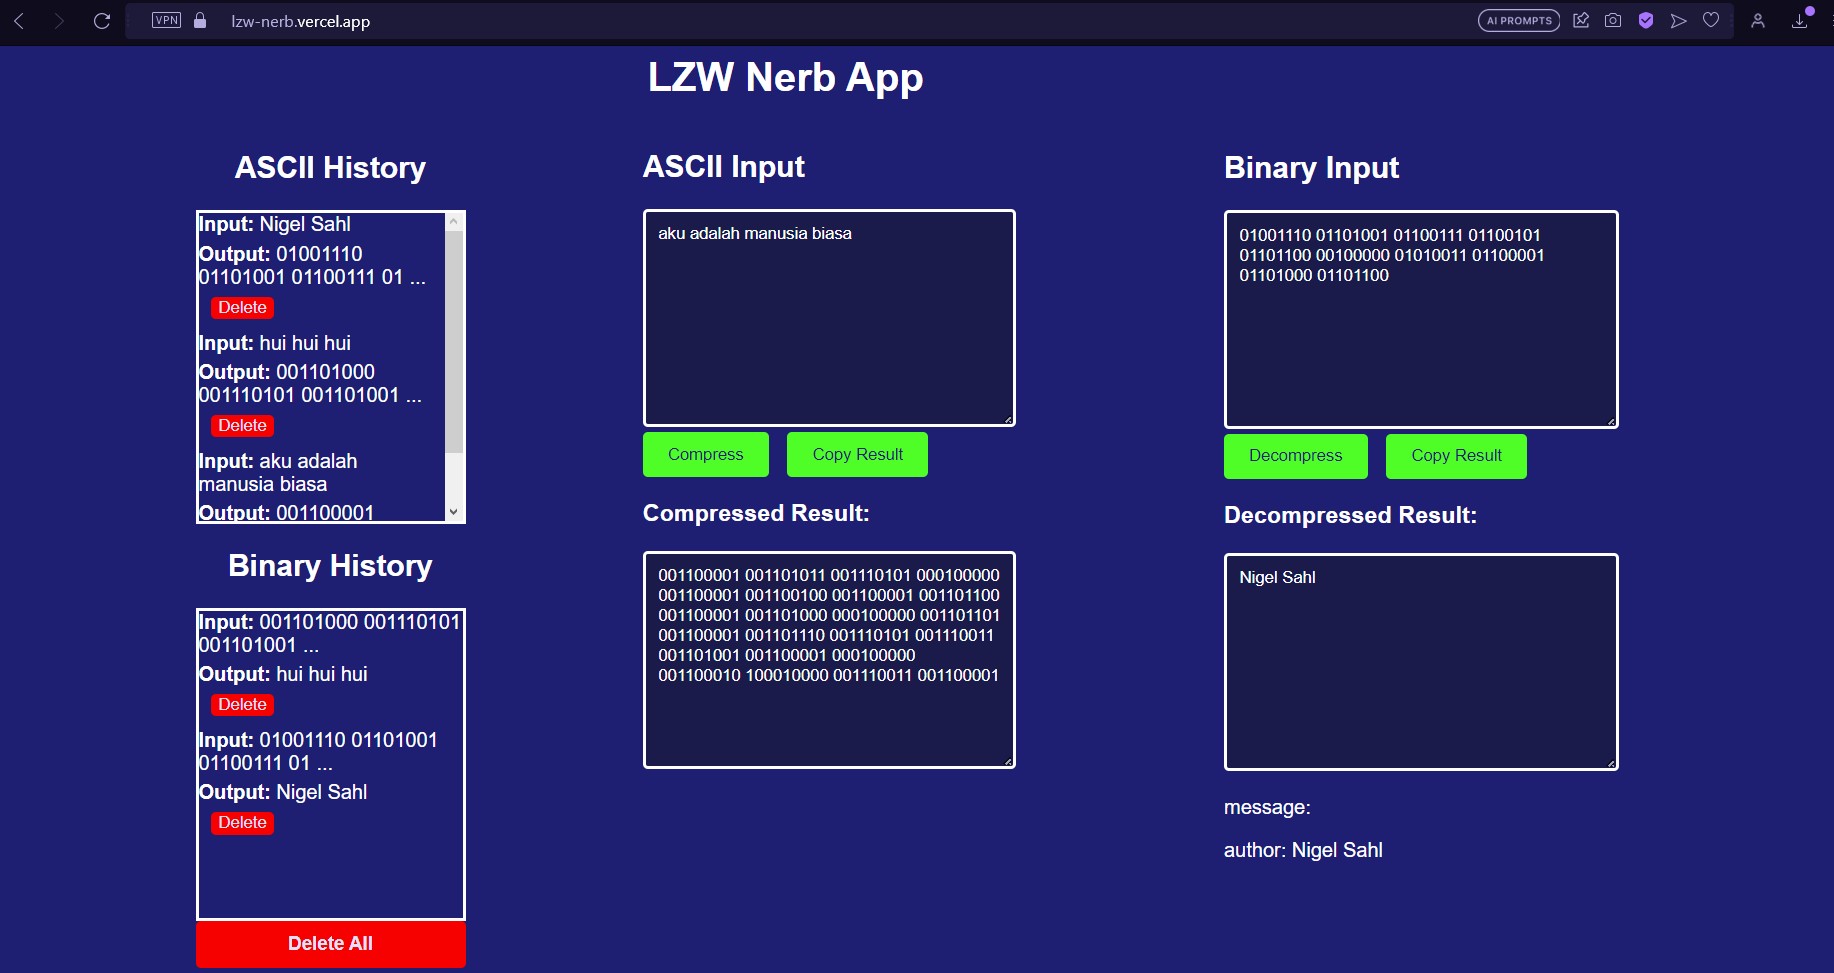 VPN
lzw-nerb.vercel.app
AI PROMPTS
LZW Nerb App
ASCII History
Input: Nigel Sahl
Output: 01001110
01101001 01100111 01 ...
Delete
Input: hui hui hui
Output: 001101000
001110101 001101001 ...
Delete
Input: aku adalah
manusia biasa
Output: 001100001
Binary History
Input: 001101000 001110101
001101001 ...
Output: hui hui hui
Delete
Input: 01001110 01101001
01100111 01 ...
Output: Nigel Sahl
Delete
Delete All
ASCII Input
aku adalah manusia biasa
Compress
Copy Result
Compressed Result:
001100001 001101011 001110101 000100000
001100001 001100100 001100001 001101100
001100001 001101000 000100000 001101101
001100001 001101110 001110101 001110011
001101001 001100001 000100000
001100010 100010000 001110011 001100001
Binary Input
01001110 01101001 01100111 01100101
01101100 00100000 01010011 01100001
01101000 01101100
Decompress
Copy Result
Decompressed Result:
Nigel Sahl
message:
author: Nigel Sahl